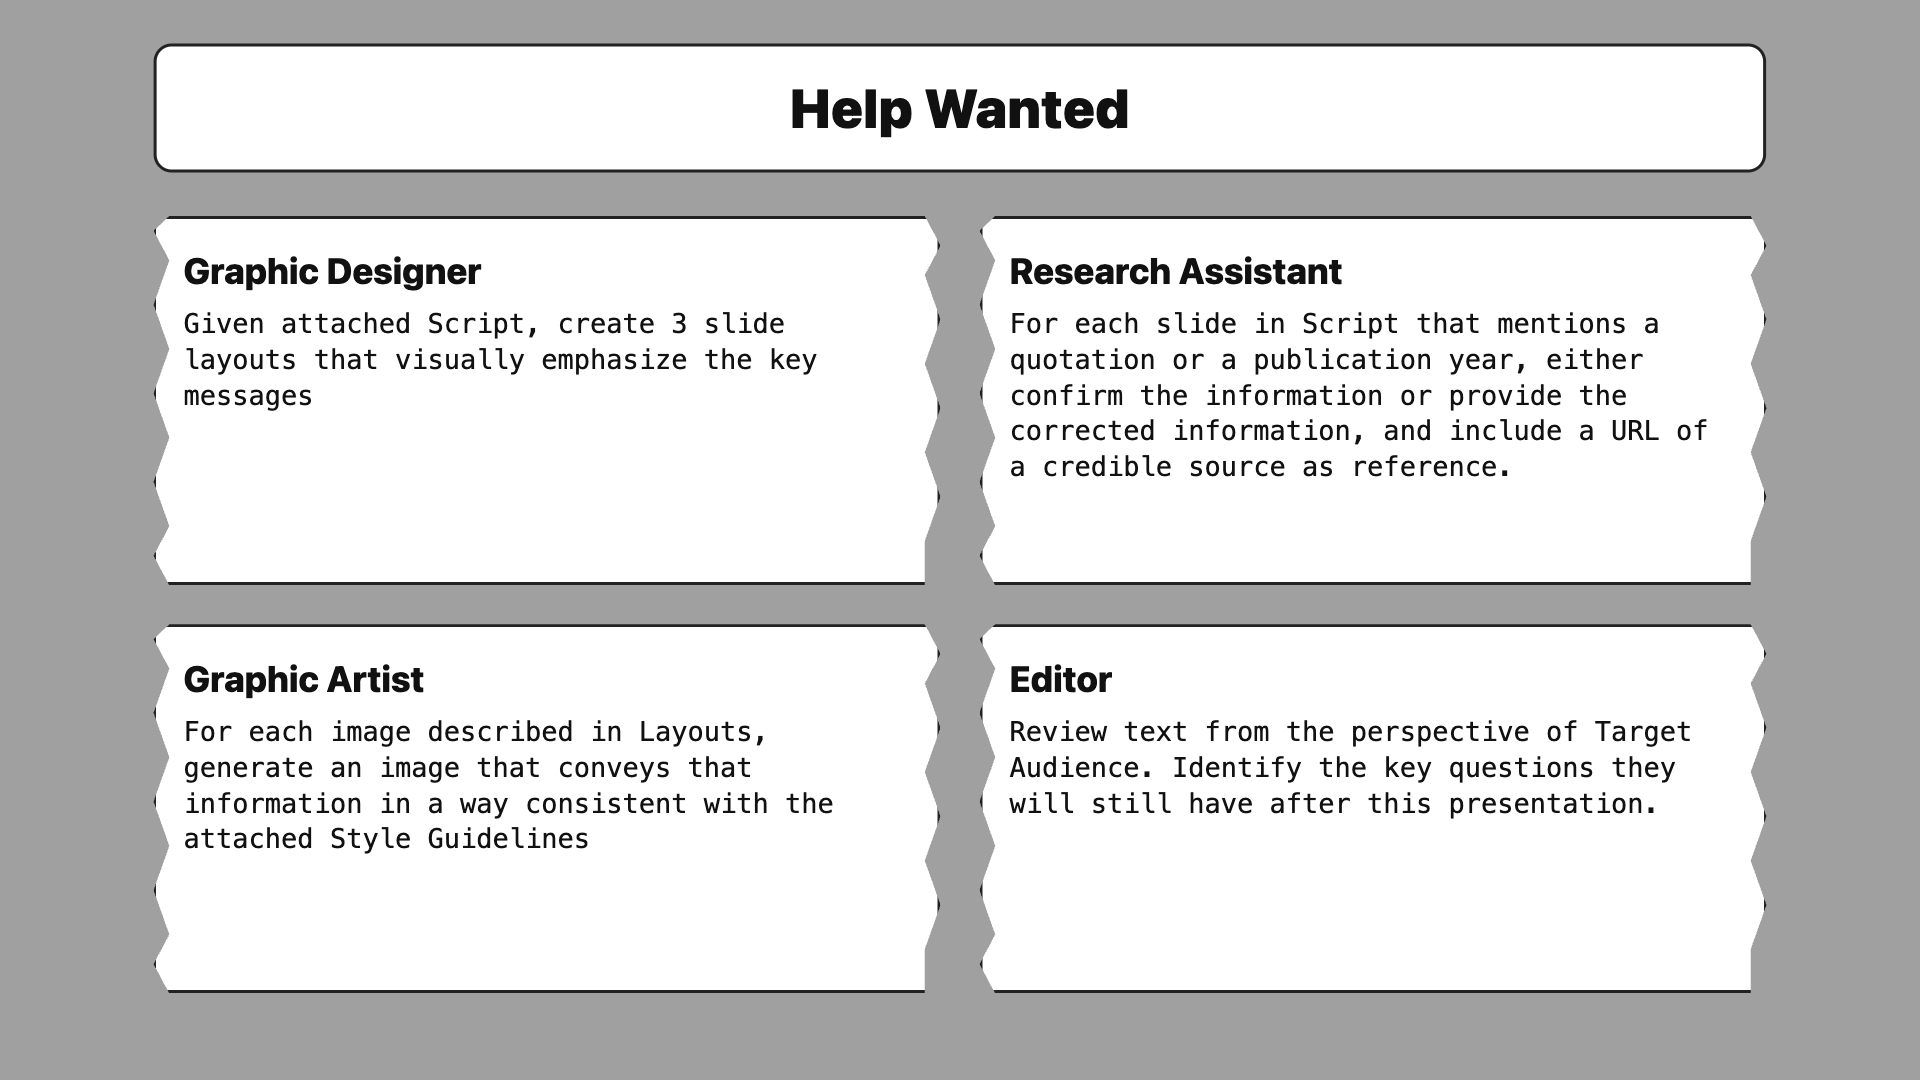 Help Wanted
Graphic Designer
Given attached Script, create 3 slide
layouts that visually emphasize the key
messages
Research Assistant
For each slide in Script that mentions a
quotation or a publication year, either
confirm the information or provide the
corrected information, and include a URL of
a credible source as reference.
Graphic Artist
For each image described in Layouts,
generate an image that conveys that
information in a way consistent with the
attached Style Guidelines
Editor
Review text from the perspective of Target
Audience. Identify the key questions they
will still have after this presentation.